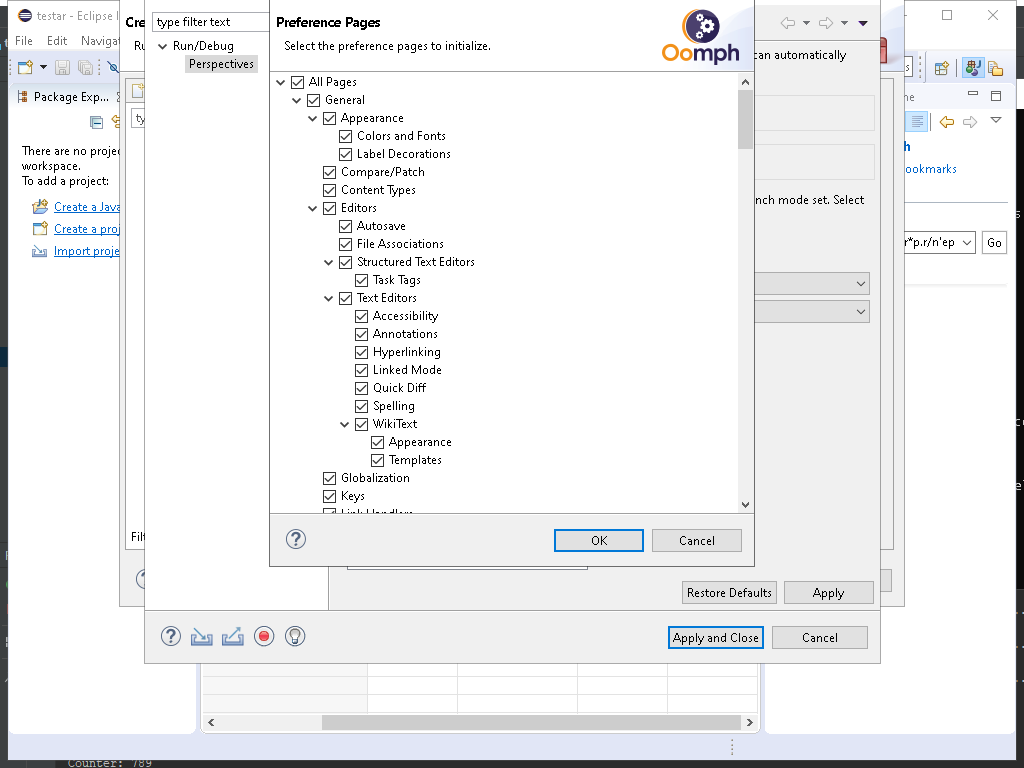 testar - Eclipse I
File
Edit
Navigat
Package Exp...
There are no projec
workspace.
To add a project:
Create a Java
Create a proj
Import proje
Cre
Ru
ty
Filt
type filter text
Run/Debug
Perspectives
Preference Pages
Select the preference pages to initialize.
Oomph
All Pages
General
Appearance
Colors and Fonts
Label Decorations
Compare/Patch
Content Types
Editors
Autosave
File Associations
Structured Text Editors
Task Tags
Text Editors
Accessibility
Annotations
Hyperlinking
Linked Mode
Quick Diff
Spelling
WikiText
Appearance
Templates
Globalization
Keys
Link Handlers
OK
Cancel
can automatically
nch mode set. Select
Restore Defaults
Apply
Apply and Close
Cancel
ne
h
ookmarks
r*p.r/n'ep
Go
Counter: 789